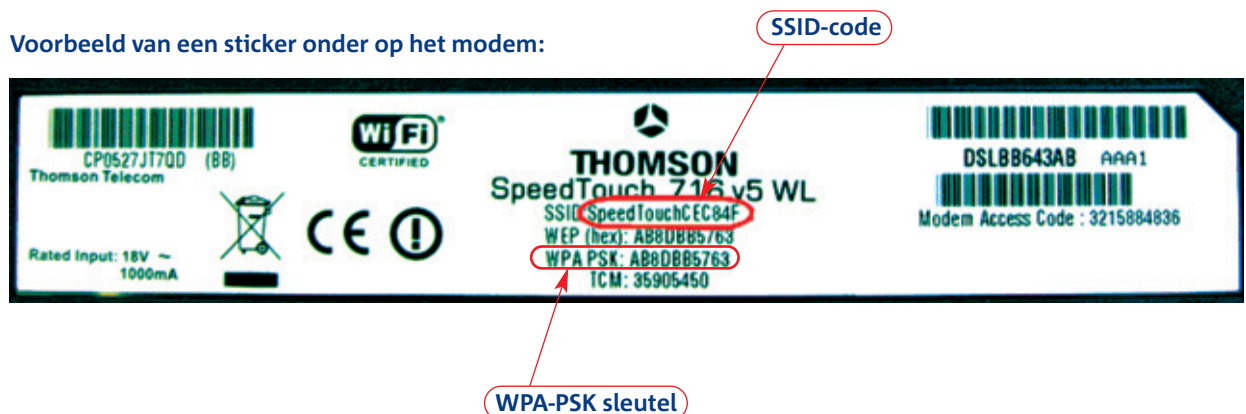 SSID-code
Voorbeeld van een sticker onder op het modem:
CP0527JT7QD (BB)
Thomson Telecom
Rated Input: 18V ~
1000mA
Wi Fi
CERTIFIED
CE
THOMSON
SpeedTouch 716 v5 WL
SSID SpeedTouchCEC84F
WEP (hex): AB8DBB5763
WPA PSK: AB8DBB5763
TCM: 35905450
DSLBB643AB AAA1
Modem Access Code : 3215884836
WPA-PSK sleutel